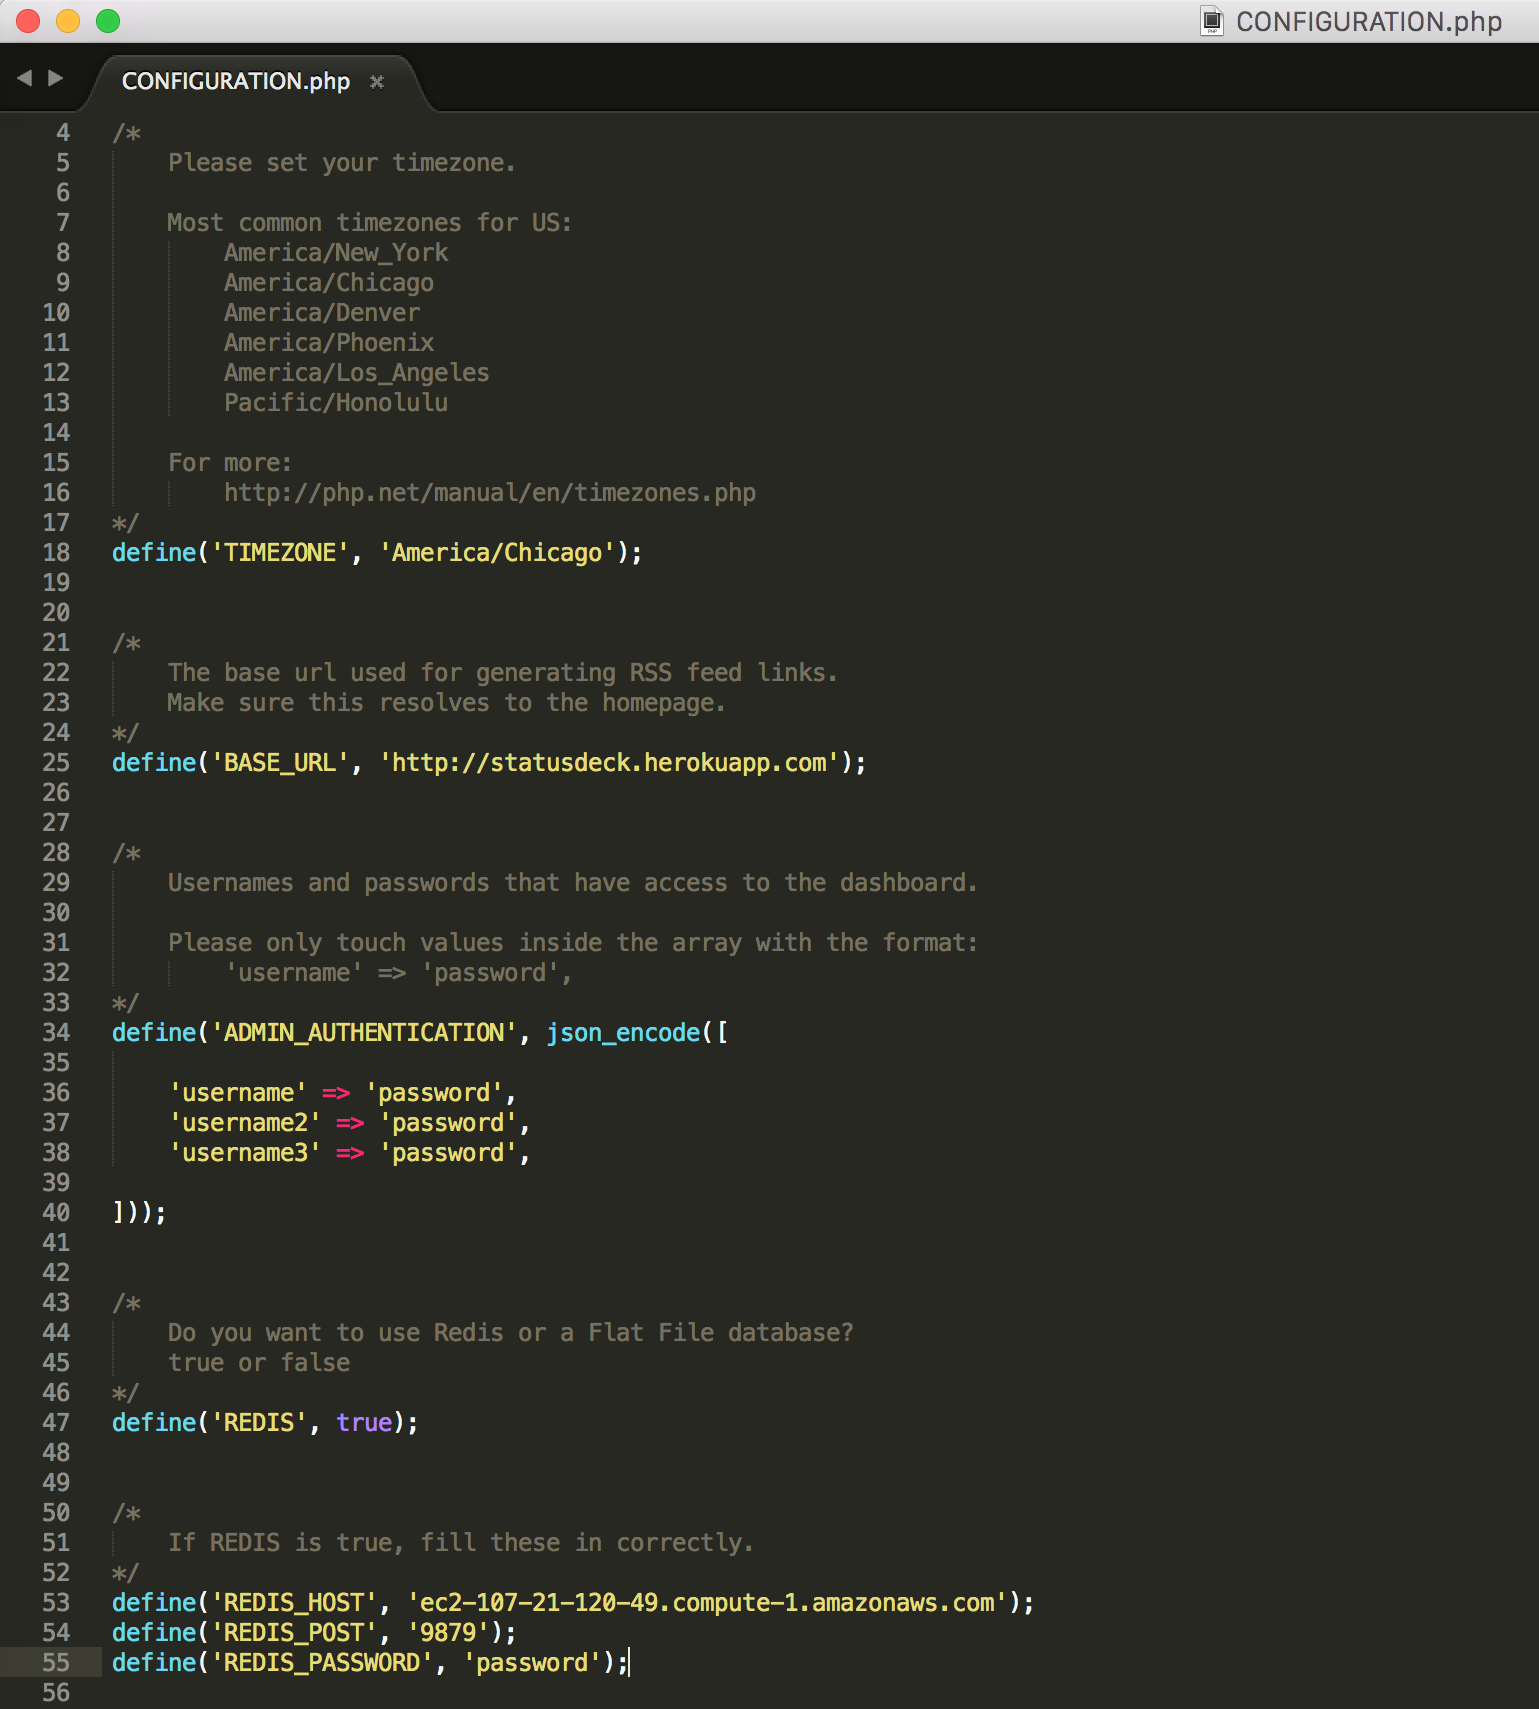 CONFIGURATION.php
CONFIGURATION.php
4 /*
5     Please set your timezone.
6
7     Most common timezones for US:
8         America/New_York
9         America/Chicago
10         America/Denver
11         America/Phoenix
12         America/Los_Angeles
13         Pacific/Honolulu
14
15     For more:
16         http://php.net/manual/en/timezones.php
17 */
18 define('TIMEZONE', 'America/Chicago');
19
20
21 /*
22     The base url used for generating RSS feed links.
23     Make sure this resolves to the homepage.
24 */
25 define('BASE_URL', 'http://statusdeck.herokuapp.com');
26
27
28 /*
29     Usernames and passwords that have access to the dashboard.
30
31     Please only touch values inside the array with the format:
32         'username' => 'password',
33 */
34 define('ADMIN_AUTHENTICATION', json_encode([
35
36     'username' => 'password',
37     'username2' => 'password',
38     'username3' => 'password',
39
40 ]));
41
42
43 /*
44     Do you want to use Redis or a Flat File database?
45     true or false
46 */
47 define('REDIS', true);
48
49
50 /*
51     If REDIS is true, fill these in correctly.
52 */
53 define('REDIS_HOST', 'ec2-107-21-120-49.compute-1.amazonaws.com');
54 define('REDIS_POST', '9879');
55 define('REDIS_PASSWORD', 'password');
56